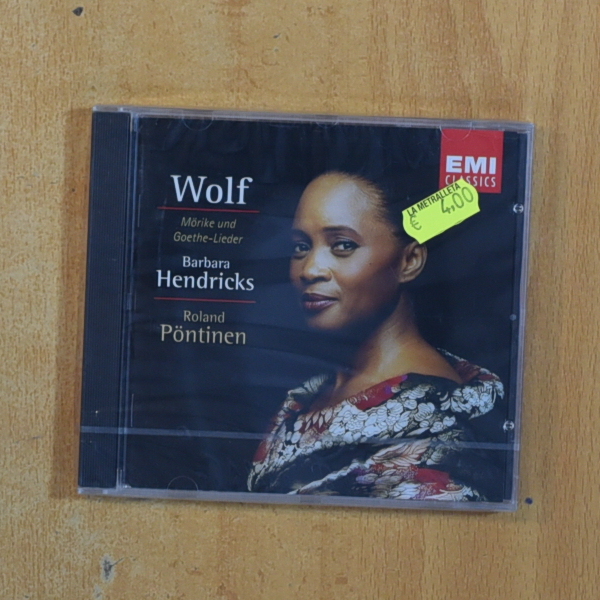 Wolf
Mörike und
Goethe-Lieder
Barbara
Hendricks
Roland
Pöntinen
EMI
CLASSICS
LA METRALLETA
€ 4,00